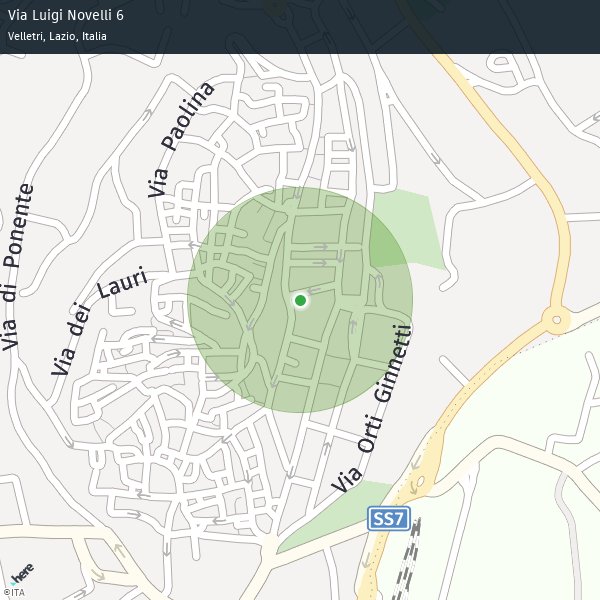 Via Luigi Novelli 6
Velletri, Lazio, Italia
Via Paolina
Via di Ponente
Via dei Lauri
Via Orti Ginnetti
SS7
here
©ITA